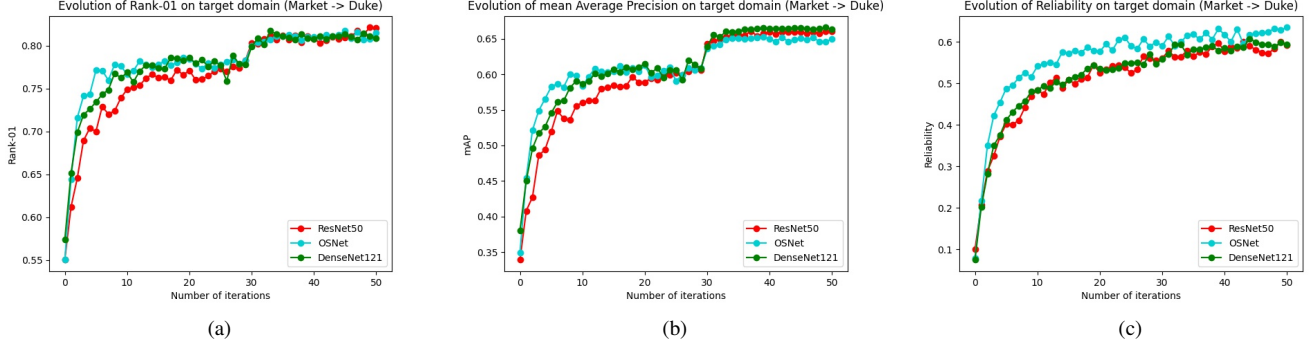 Evolution of Rank-01 on target domain (Market -> Duke)
0.80
0.75
0.70
0.65
0.60
0.55
Rank-01
ResNet50
OSNet
DenseNet121
0 10 20 30 40 50
Number of iterations
(a)
Evolution of mean Average Precision on target domain (Market -> Duke)
0.65
0.60
0.55
0.50
0.45
0.40
0.35
mAP
ResNet50
OSNet
DenseNet121
0 10 20 30 40 50
Number of iterations
(b)
Evolution of Reliability on target domain (Market -> Duke)
0.6
0.5
0.4
0.3
0.2
0.1
Reliability
ResNet50
OSNet
DenseNet121
0 10 20 30 40 50
Number of iterations
(c)